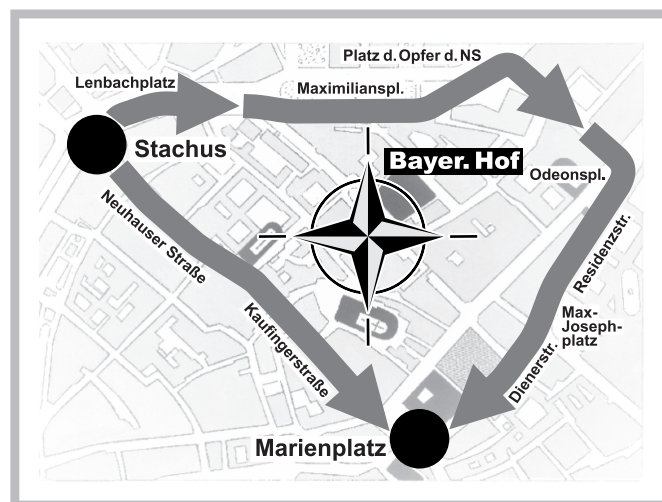 Platz d. Opfer d. NS
Lenbachplatz
Maximilianspl.
Stachus
Bayer. Hof
Odeonspl.
Neuhauser Straße
Residenzstr.
Kaufingerstraße
Max-
Joseph-
platz
Dienerstr.
Marienplatz